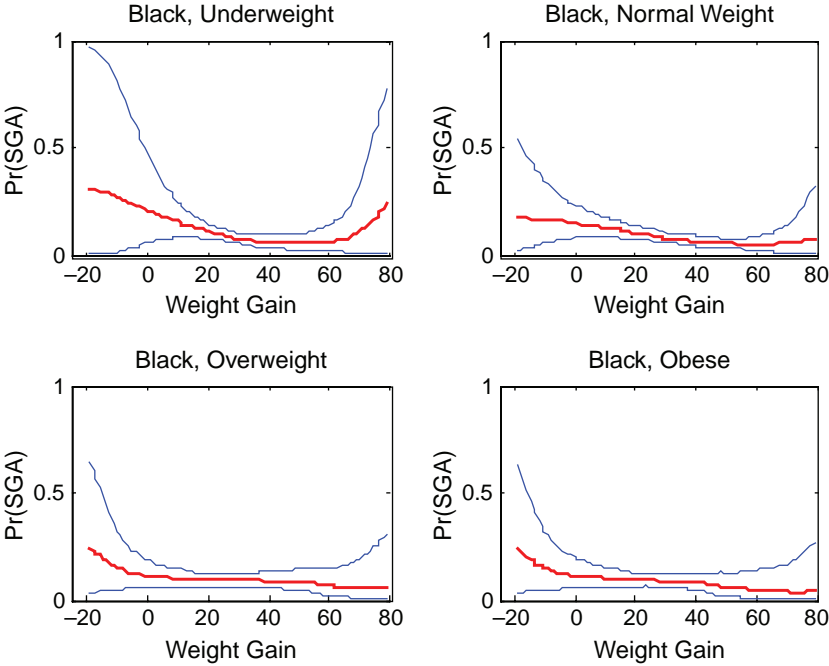 Black, Underweight
1
0.5
0
Pr(SGA)
−20 0 20 40 60 80
Weight Gain
Black, Normal Weight
1
0.5
0
Pr(SGA)
−20 0 20 40 60 80
Weight Gain
Black, Overweight
1
0.5
0
Pr(SGA)
−20 0 20 40 60 80
Weight Gain
Black, Obese
1
0.5
0
Pr(SGA)
−20 0 20 40 60 80
Weight Gain